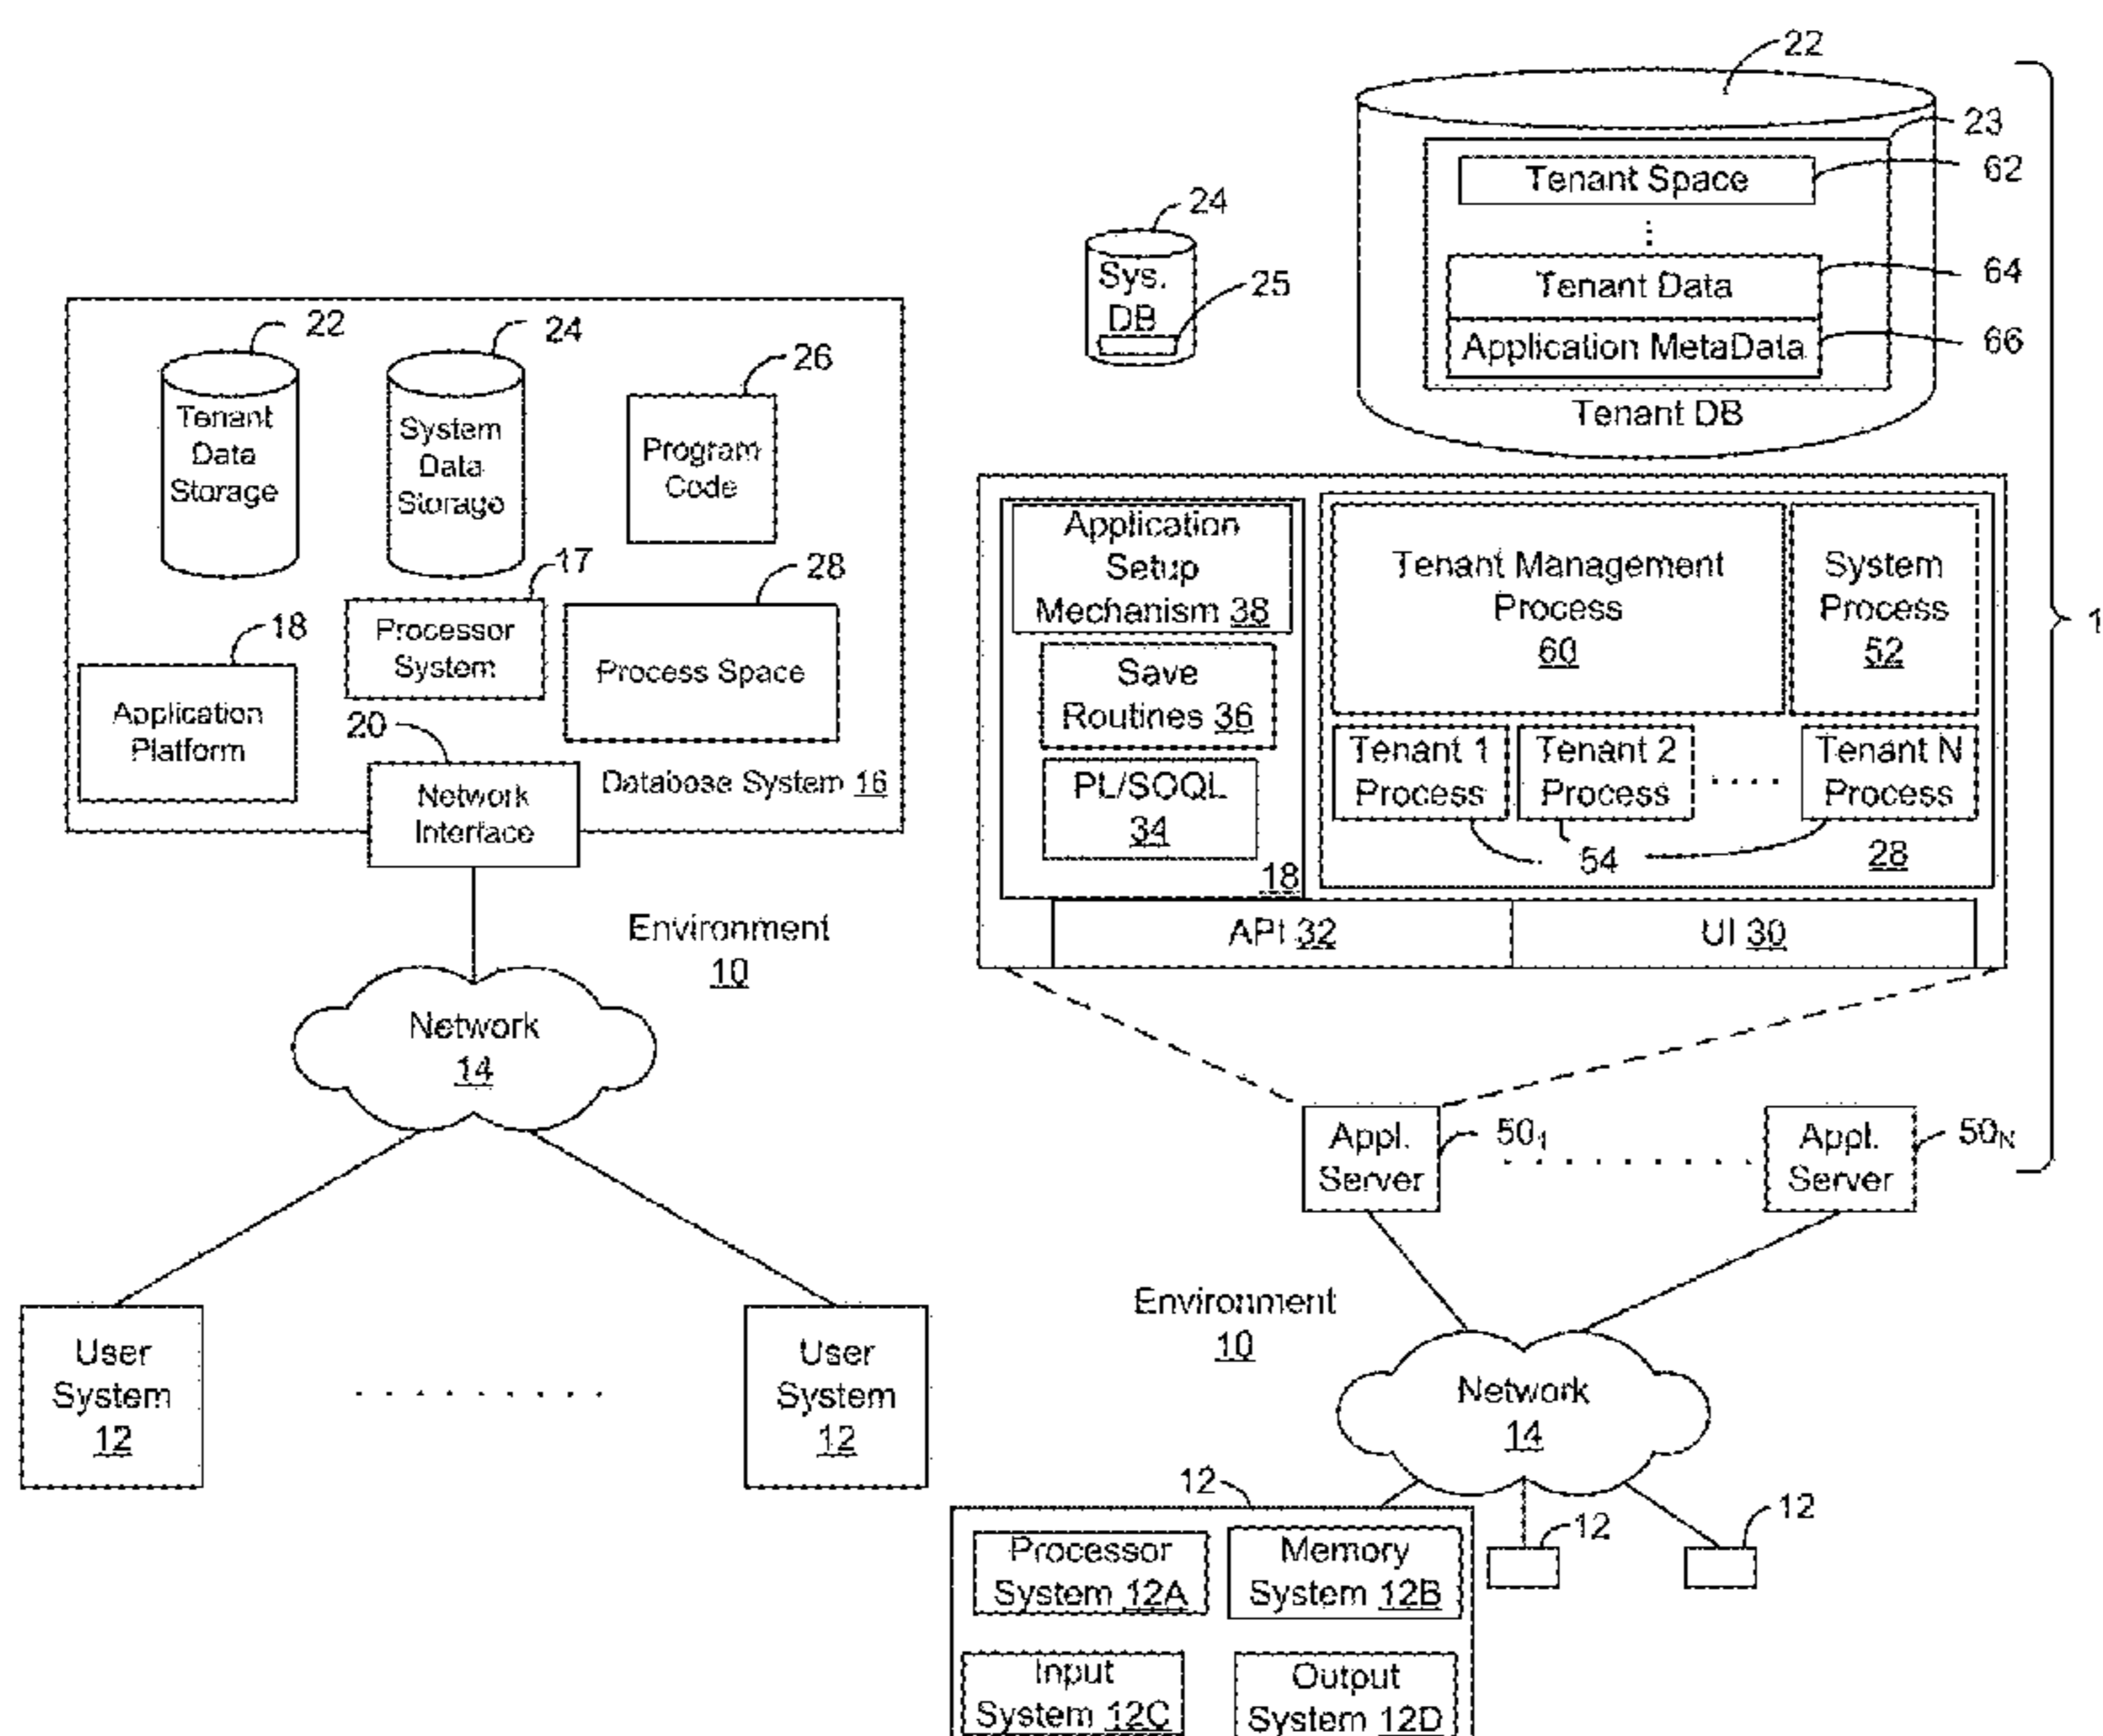 22
24
26
Tenant
Data
Storage
System
Data
Storage
Program
Code
17
28
18
Processor
System
Process Space
Application
Platform
20
Network
Interface
Database System 16
Environment
10
Network
14
User
System
12
. . . . . . . . .
User
System
12
22
23
Tenant Space
62
24
Sys.
DB
25
Tenant Data
64
Application MetaData
66
Tenant DB
Application
Setup
Mechanism 38
Save
Routines 36
PL/SOQL
34
18
Tenant Management
Process
60
System
Process
52
Tenant 1
Process
Tenant 2
Process
. . . .
Tenant N
Process
54
28
API 32
UI 30
1
Appl.
Server
50₁
. . . . . . . . .
Appl.
Server
50N
Environment
10
Network
14
12
12
12
Processor
System 12A
Memory
System 12B
Input
System 12C
Output
System 12D